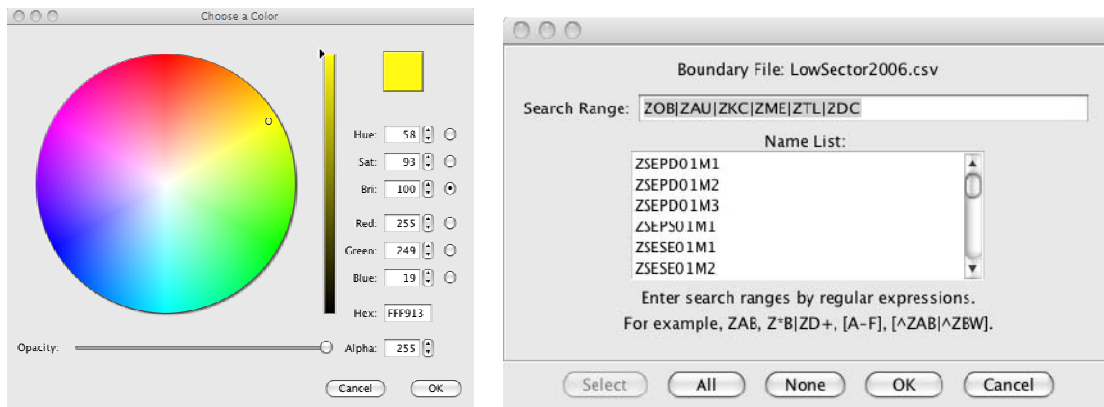 Choose a Color
Hue: 58
Sat: 93
Bri: 100
Red: 255
Green: 249
Blue: 19
Hex: FFF913
Opacity:
Alpha: 255
Cancel
OK
Boundary File: LowSector2006.csv
Search Range: ZOB|ZAU|ZKC|ZME|ZTL|ZDC
Name List:
ZSEPD01M1
ZSEPD01M2
ZSEPD01M3
ZSEPS01M1
ZSESE01M1
ZSESE01M2
Enter search ranges by regular expressions.
For example, ZAB, Z*B|ZD+, [A-F], [^ZAB|^ZBW].
Select
All
None
OK
Cancel